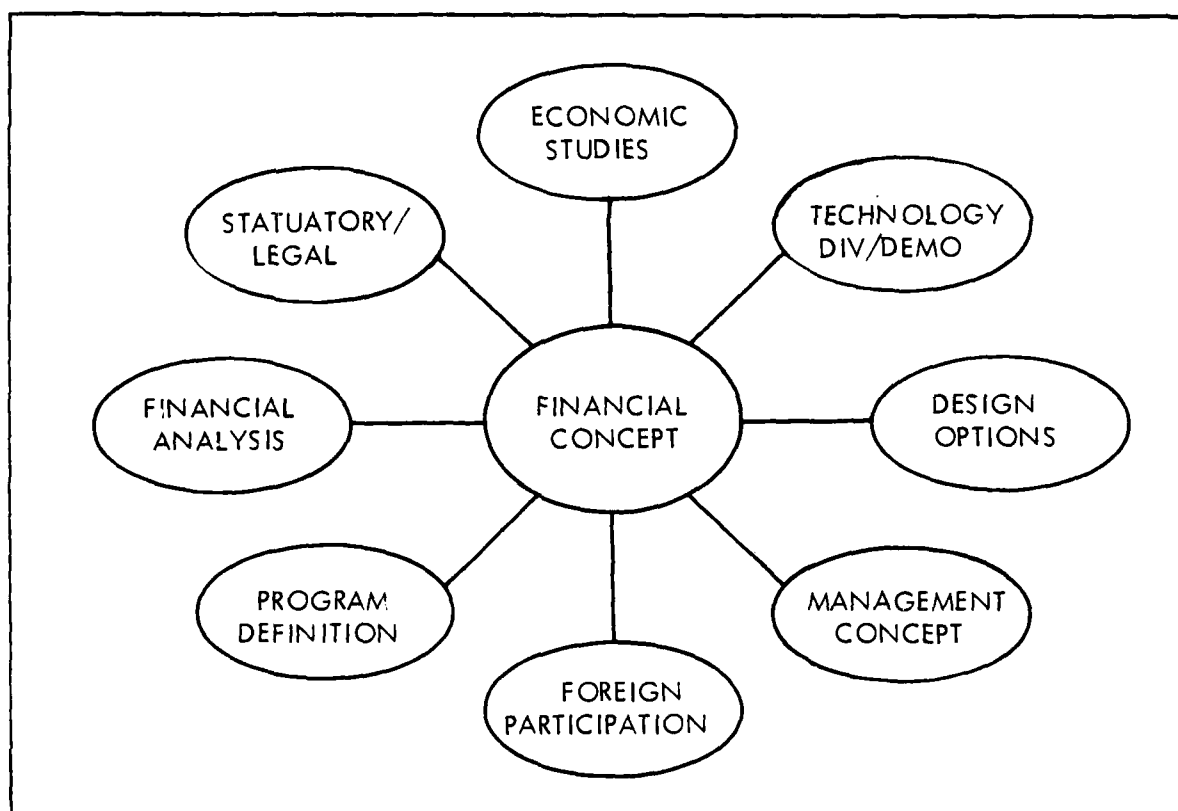 ECONOMIC
STUDIES
STATUATORY/
LEGAL
TECHNOLOGY
DIV/DEMO
FINANCIAL
ANALYSIS
FINANCIAL
CONCEPT
DESIGN
OPTIONS
PROGRAM
DEFINITION
MANAGEMENT
CONCEPT
FOREIGN
PARTICIPATION